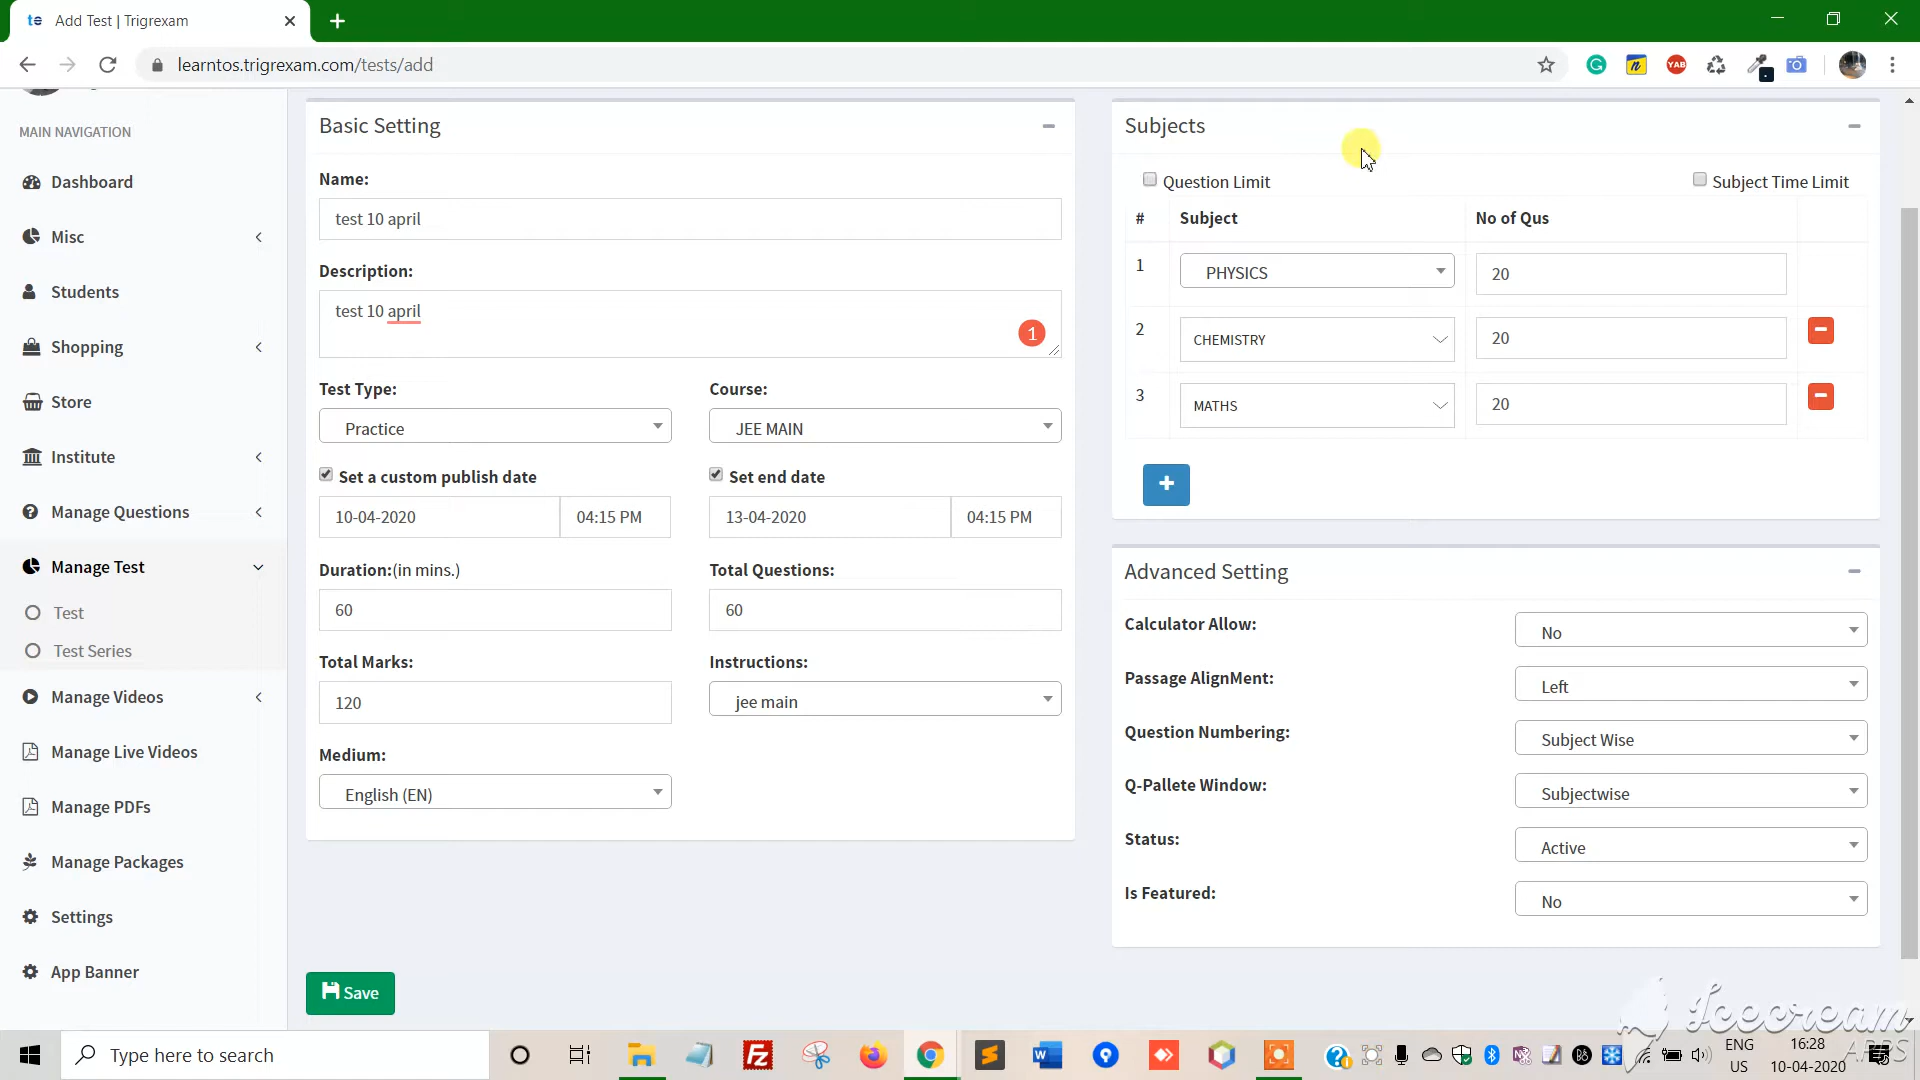 te Add Test | Trigrexam
learntos.trigrexam.com/tests/add
MAIN NAVIGATION
Dashboard
Misc
Students
Shopping
Store
Institute
Manage Questions
Manage Test
Test
Test Series
Manage Videos
Manage Live Videos
Manage PDFs
Manage Packages
Settings
App Banner
Basic Setting
Name:
test 10 april
Description:
test 10 april
1
Test Type:
Course:
Practice
JEE MAIN
Set a custom publish date
Set end date
10-04-2020 04:15 PM
13-04-2020 04:15 PM
Duration:(in mins.)
Total Questions:
60
60
Total Marks:
Instructions:
120
jee main
Medium:
English (EN)
Save
Subjects
Question Limit
Subject Time Limit
# Subject No of Qus
1 PHYSICS 20
2 CHEMISTRY 20
3 MATHS 20
Advanced Setting
Calculator Allow: No
Passage AlignMent: Left
Question Numbering: Subject Wise
Q-Pallete Window: Subjectwise
Status: Active
Is Featured: No
Icecream
APPS
Type here to search
ENG
US
16:28
10-04-2020